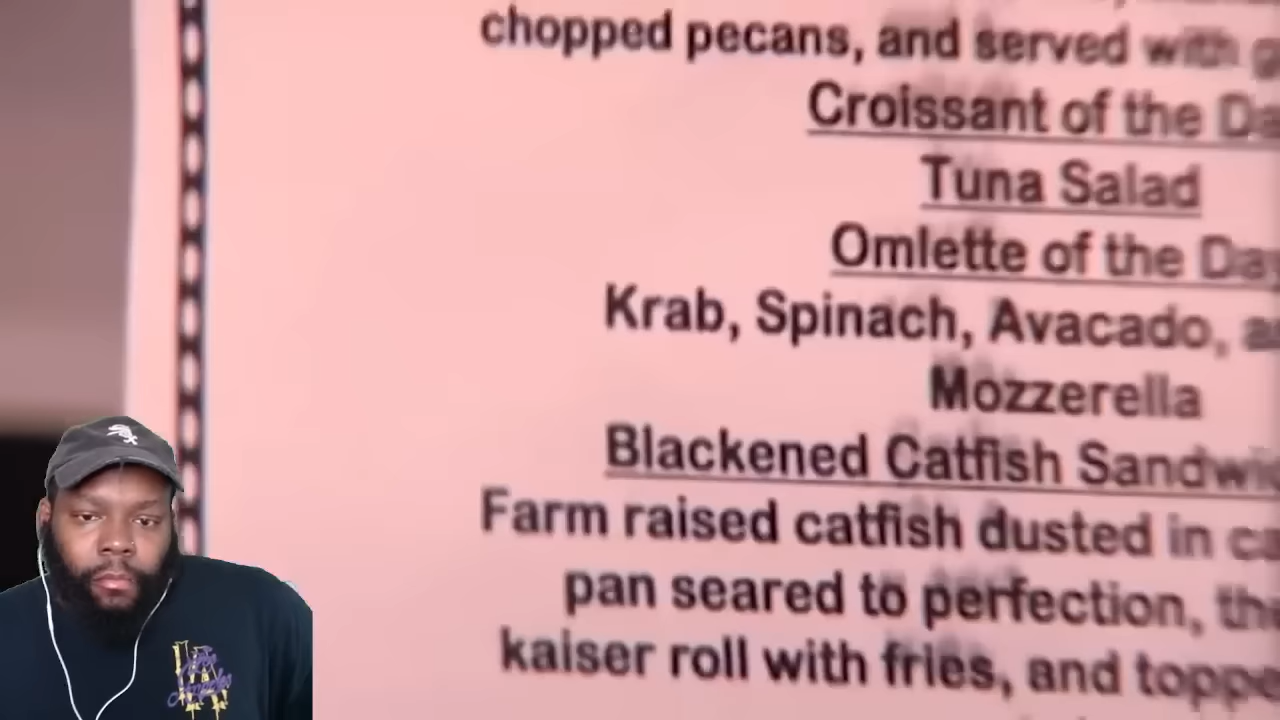 chopped pecans, and served with
Croissant of the
Tuna Salad
Omlette of the Day
Krab, Spinach, Avacado,
Mozzerella
Blackened Catfish
Farm raised catfish dusted in
pan seared to perfection,
kaiser roll with fries, and